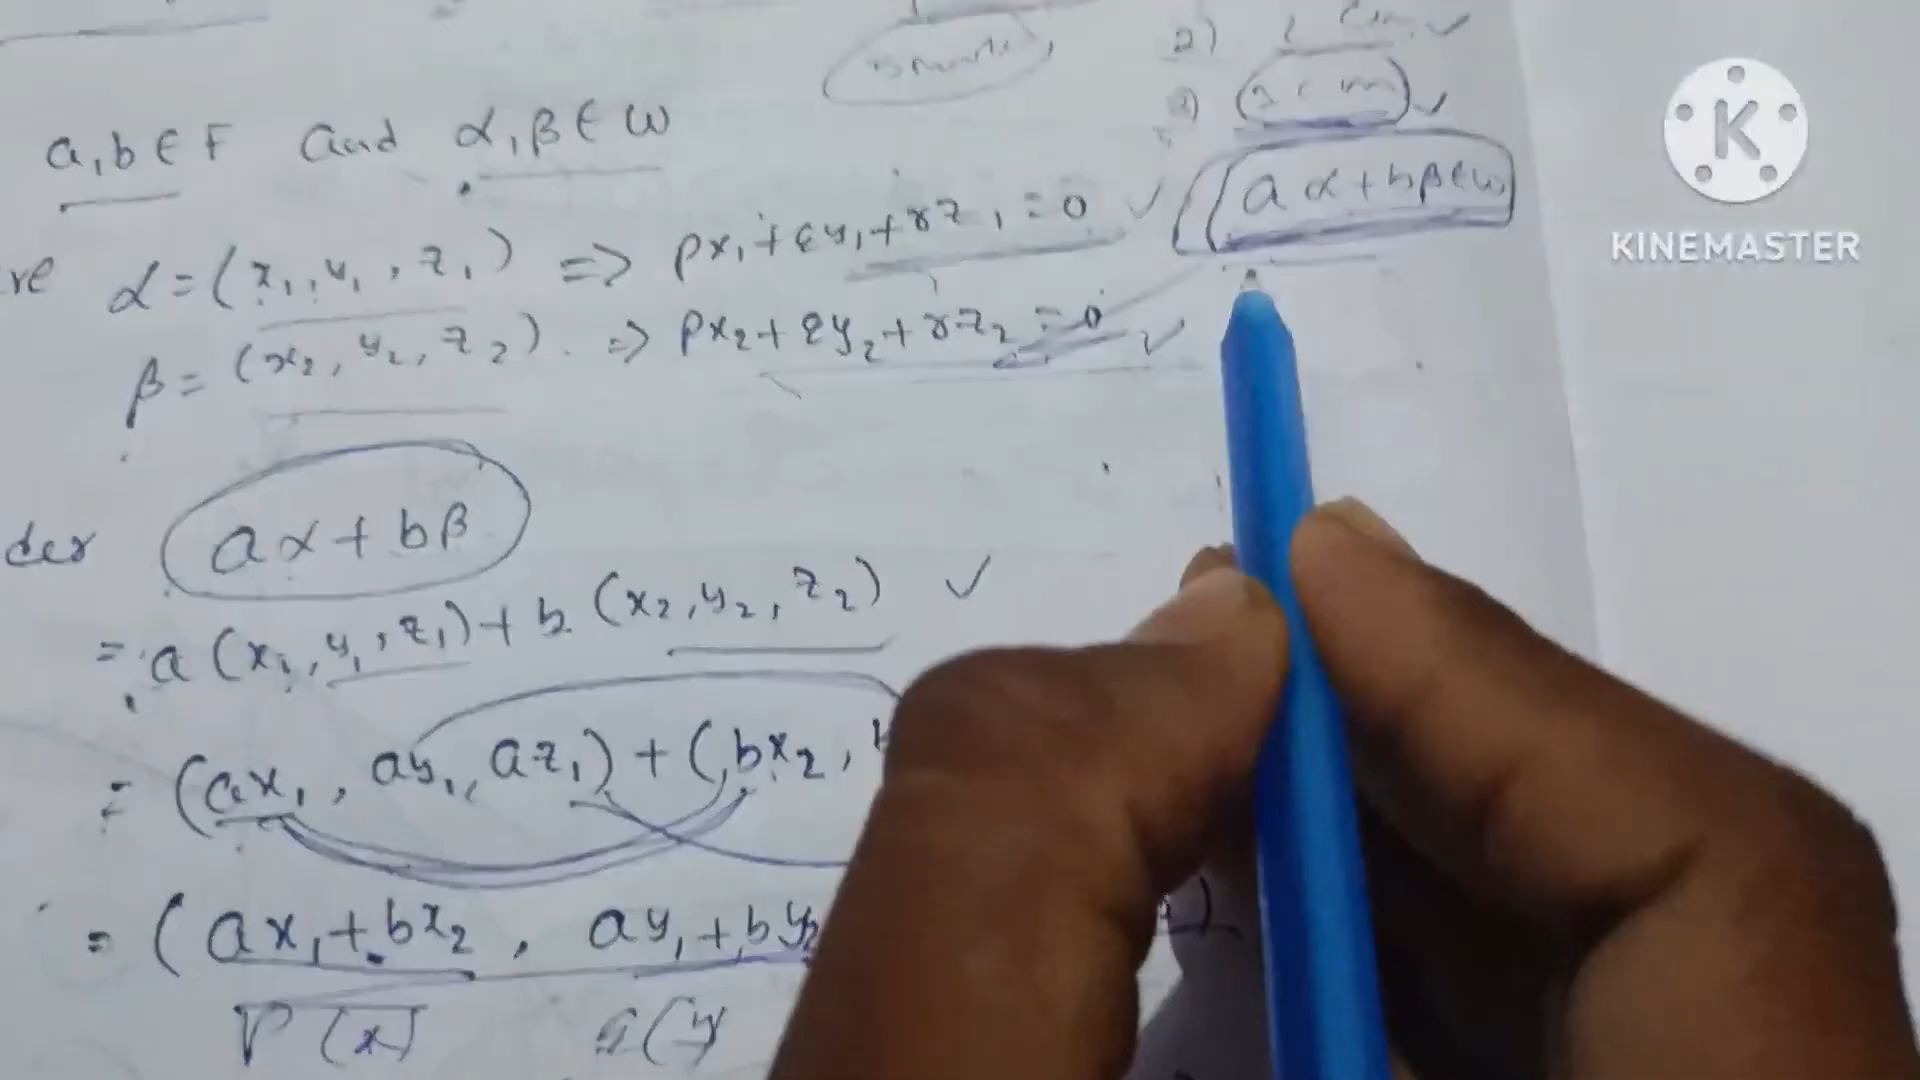 2)
3)
a,b ∈ F and α,β ∈ W
aα+bβ∈W
α = (x₁, y₁, z₁) => px₁+qy₁+rz₁ = 0 ✓
β = (x₂, y₂, z₂) . => px₂+qy₂+rz₂ = 0 ✓
der aα + bβ
= a (x₁, y₁, z₁) + b (x₂, y₂, z₂) ✓
= (ax₁, ay₁, az₁) + (bx₂,
= (ax₁+bx₂, ay₁+by₂
P(x)
K
KINEMASTER